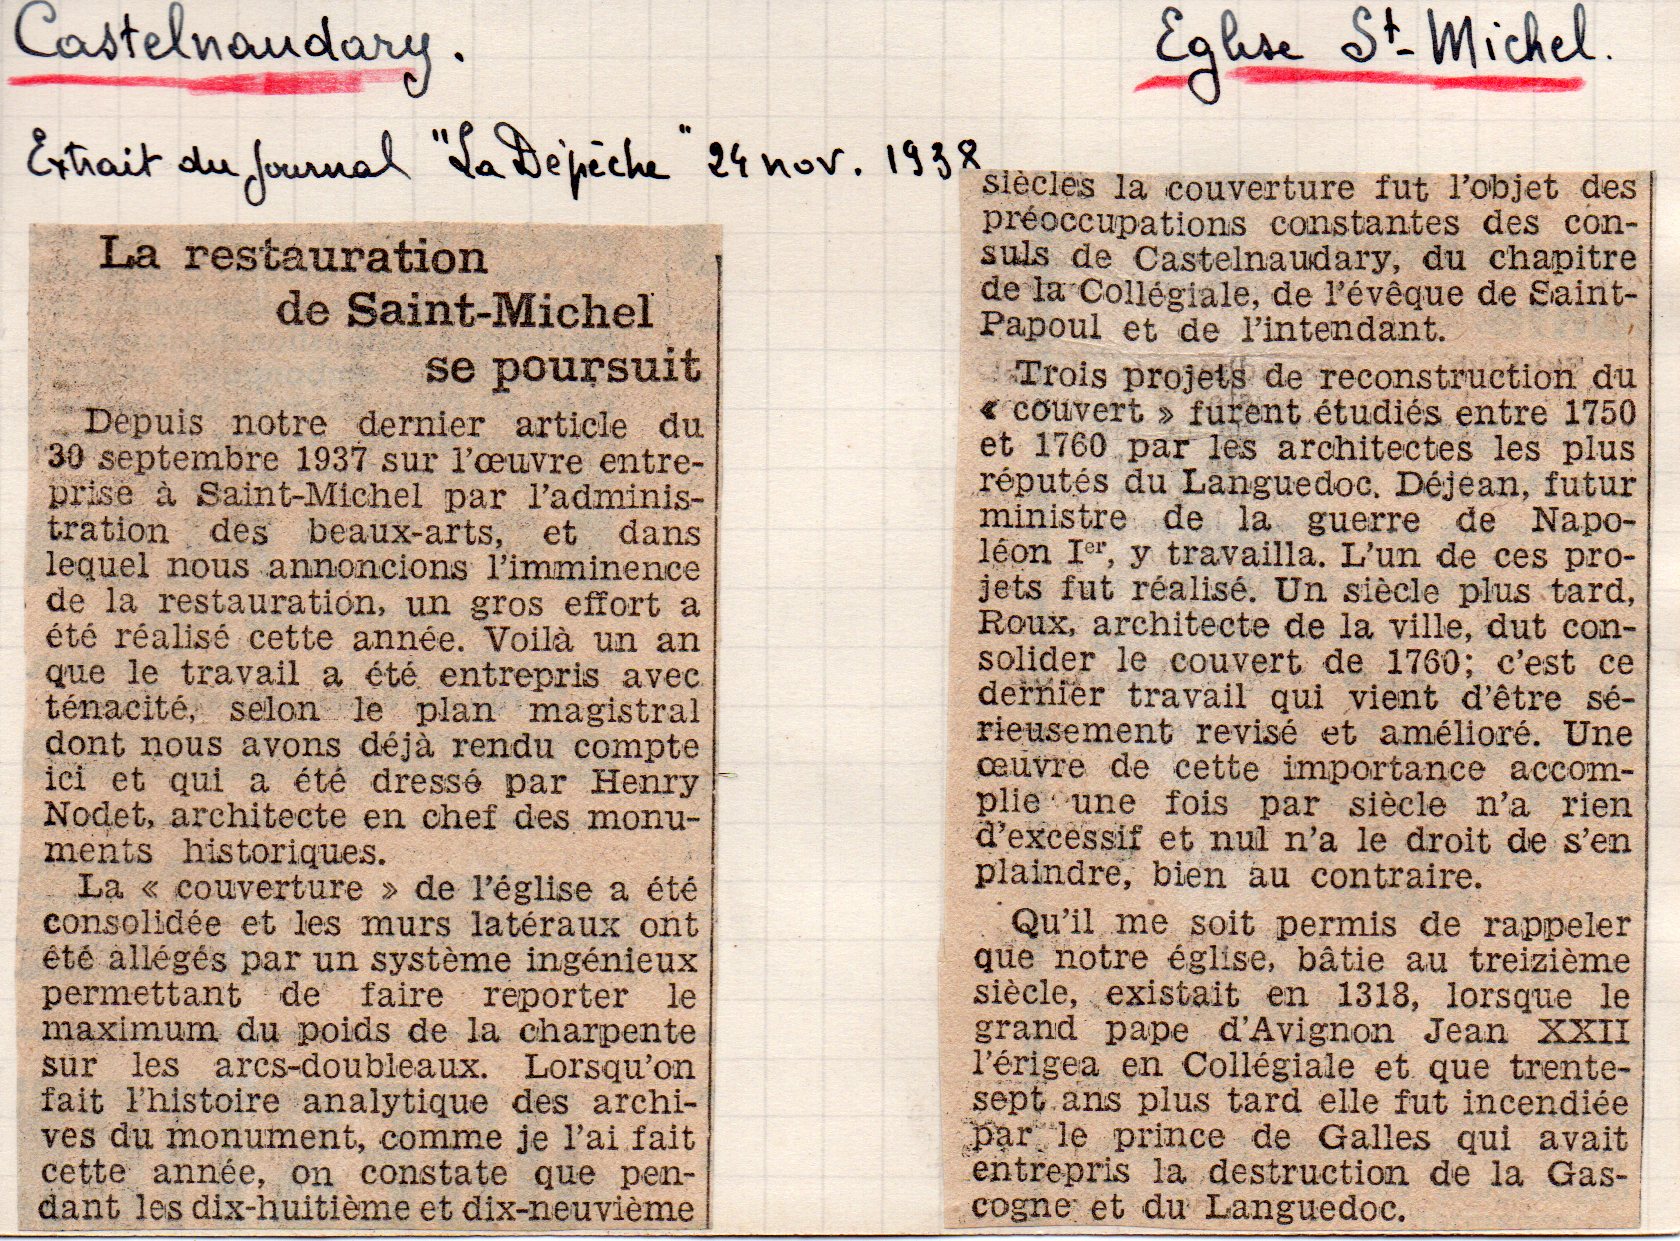 Castelnaudary.
Eglise St-Michel.
Extrait du Journal "La Dépêche" 24 nov. 1938
La restauration
de Saint-Michel
se poursuit
Depuis notre dernier article du
30 septembre 1937 sur l'œuvre entre-
prise à Saint-Michel par l'adminis-
tration des beaux-arts, et dans
lequel nous annoncions l'imminence
de la restauration, un gros effort a
été réalisé cette année. Voilà un an
que le travail a été entrepris avec
ténacité, selon le plan magistral
dont nous avons déjà rendu compte
ici et qui a été dressé par Henry
Nodet, architecte en chef des monu-
ments historiques.
La « couverture » de l'église a été
consolidée et les murs latéraux ont
été allégés par un système ingénieux
permettant de faire reporter le
maximum du poids de la charpente
sur les arcs-doubleaux. Lorsqu'on
fait l'histoire analytique des archi-
ves du monument, comme je l'ai fait
cette année, on constate que pen-
dant les dix-huitième et dix-neuvième
siècles la couverture fut l'objet des
préoccupations constantes des con-
suls de Castelnaudary, du chapitre
de la Collégiale, de l'évêque de Saint-
Papoul et de l'intendant.
Trois projets de reconstruction du
« couvert » furent étudiés entre 1750
et 1760 par les architectes les plus
réputés du Languedoc. Déjean, futur
ministre de la guerre de Napo-
léon Ier, y travailla. L'un de ces pro-
jets fut réalisé. Un siècle plus tard,
Roux, architecte de la ville, dut con-
solider le couvert de 1760; c'est ce
dernier travail qui vient d'être sé-
rieusement revisé et amélioré. Une
œuvre de cette importance accom-
plie une fois par siècle n'a rien
d'excessif et nul n'a le droit de s'en
plaindre, bien au contraire.
Qu'il me soit permis de rappeler
que notre église, bâtie au treizième
siècle, existait en 1318, lorsque le
grand pape d'Avignon Jean XXII
l'érigea en Collégiale et que trente-
sept ans plus tard elle fut incendiée
par le prince de Galles qui avait
entrepris la destruction de la Gas-
cogne et du Languedoc.